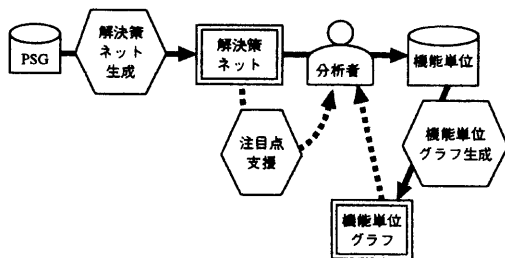 PSG
解決策
ネット
生成
解決策
ネット
分析者
機能単位
注目点
支援
機能単位
グラフ生成
機能単位
グラフ